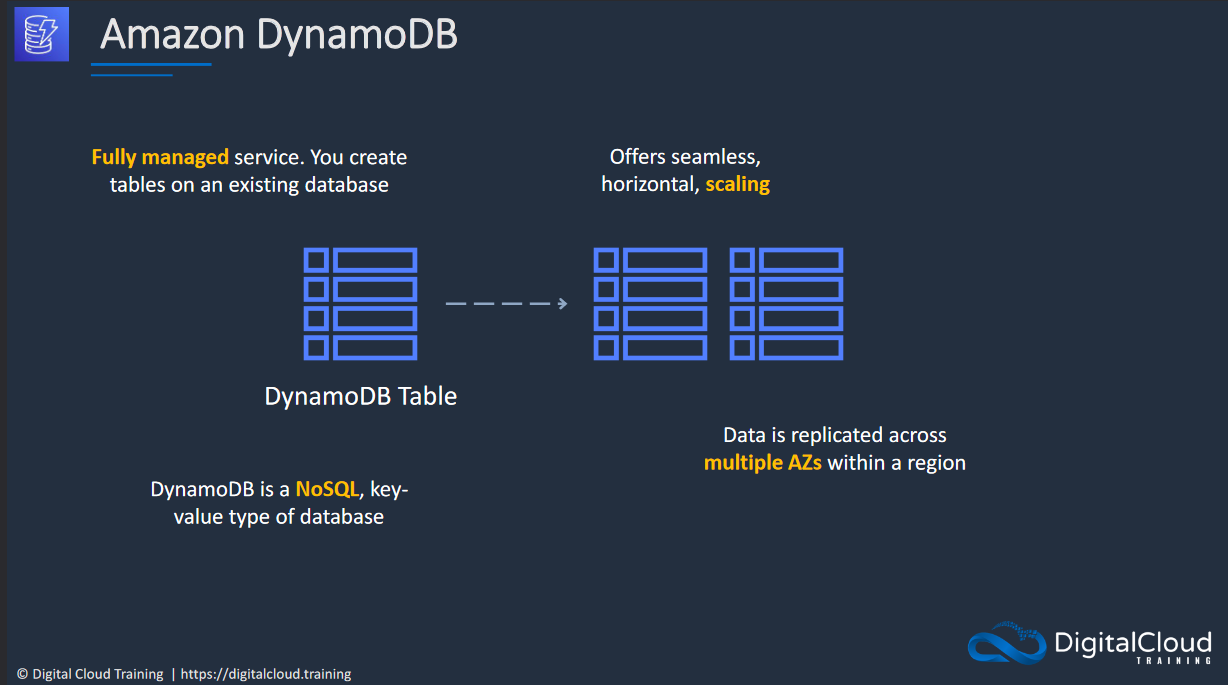 Amazon DynamoDB
Fully managed service. You create
tables on an existing database
Offers seamless,
horizontal, scaling
DynamoDB Table
Data is replicated across
multiple AZs within a region
DynamoDB is a NoSQL, key-
value type of database
DigitalCloud
TRAINING
© Digital Cloud Training | https://digitalcloud.training